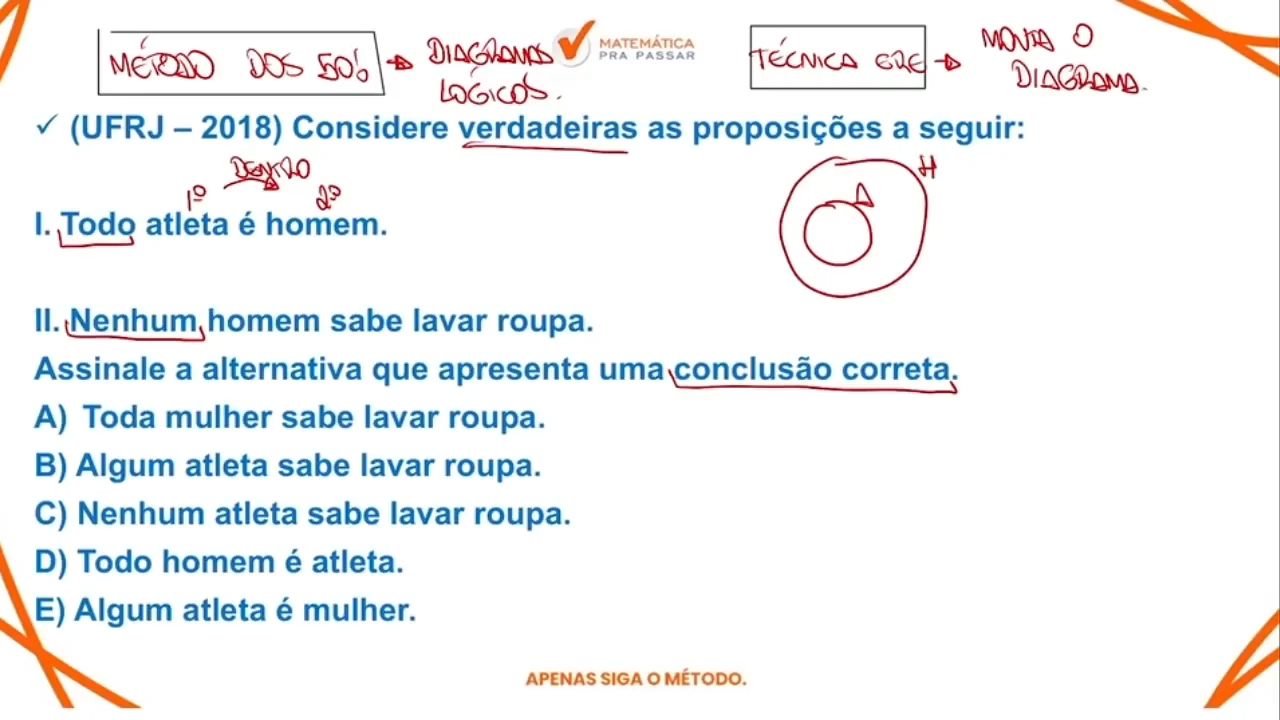 MÉTODO DOS 50% → DIAGRAMAS LÓGICOS.
MATEMÁTICA
PRA PASSAR
TÉCNICA → MONTA O DIAGRAMA.
✓ (UFRJ – 2018) Considere verdadeiras as proposições a seguir:
DENTRO
1º 2º
I. Todo atleta é homem.
A H
II. Nenhum homem sabe lavar roupa.
Assinale a alternativa que apresenta uma conclusão correta.
A) Toda mulher sabe lavar roupa.
B) Algum atleta sabe lavar roupa.
C) Nenhum atleta sabe lavar roupa.
D) Todo homem é atleta.
E) Algum atleta é mulher.
APENAS SIGA O MÉTODO.